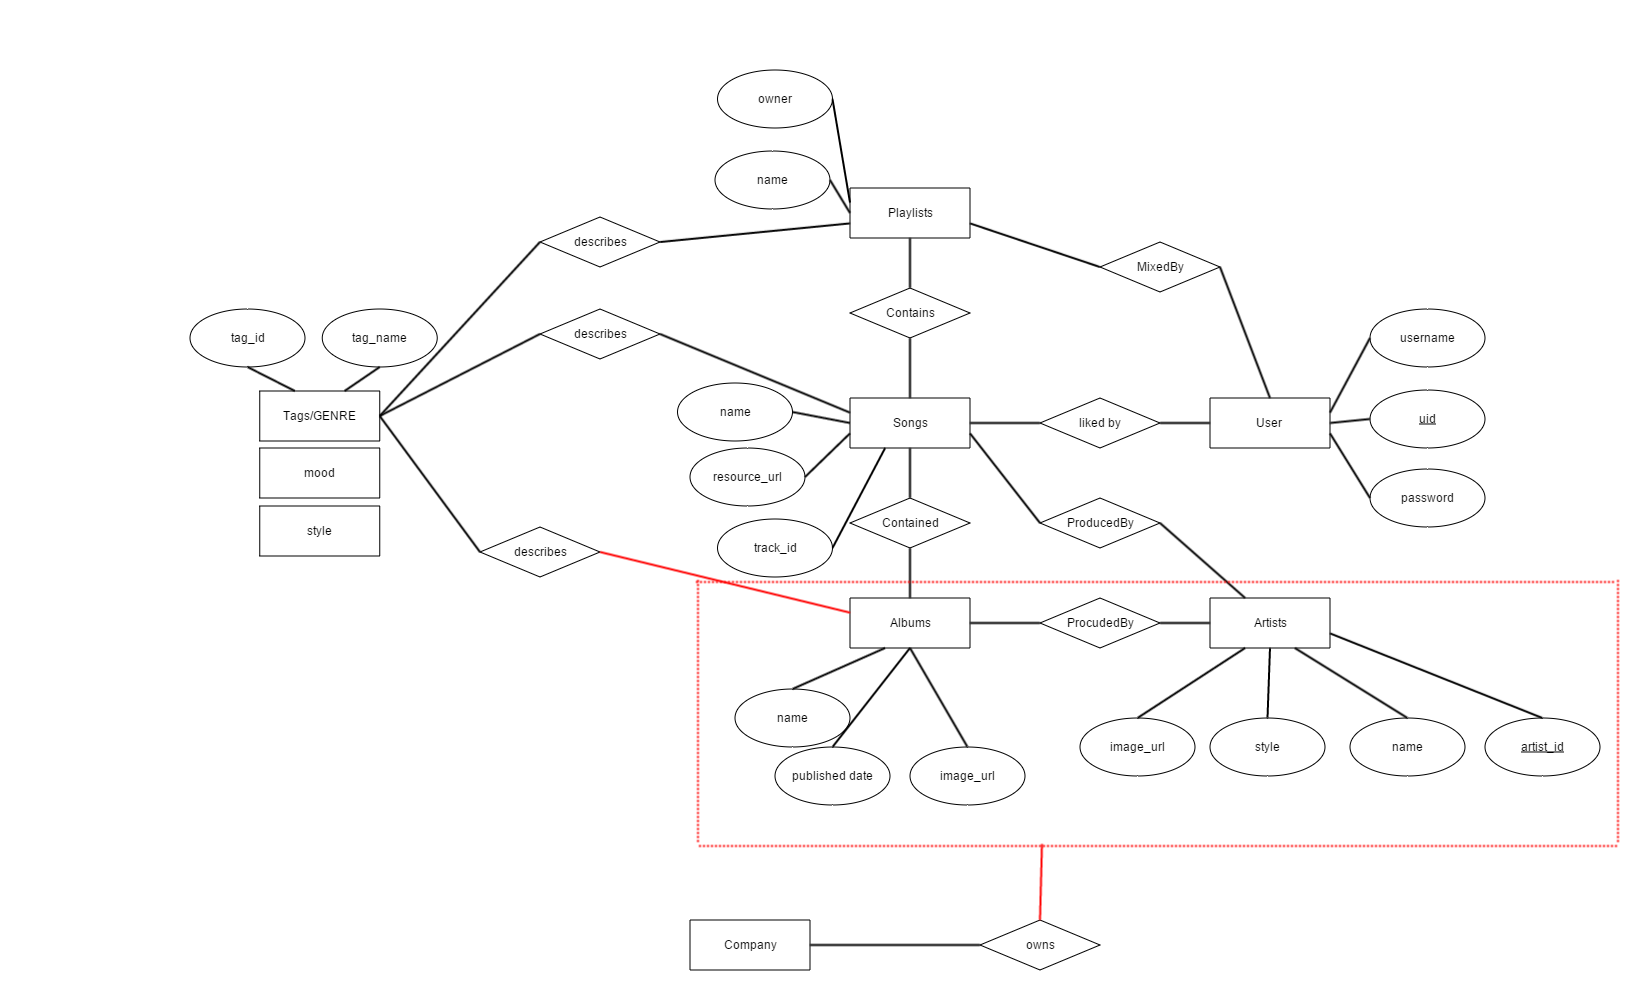 owner
name
Playlists
describes
MixedBy
Contains
describes
tag_id
tag_name
username
Tags/GENRE
name
Songs
liked by
User
uid
mood
resource_url
password
style
Contained
ProducedBy
track_id
describes
Albums
ProcudedBy
Artists
name
published date
image_url
image_url
style
name
artist_id
Company
owns